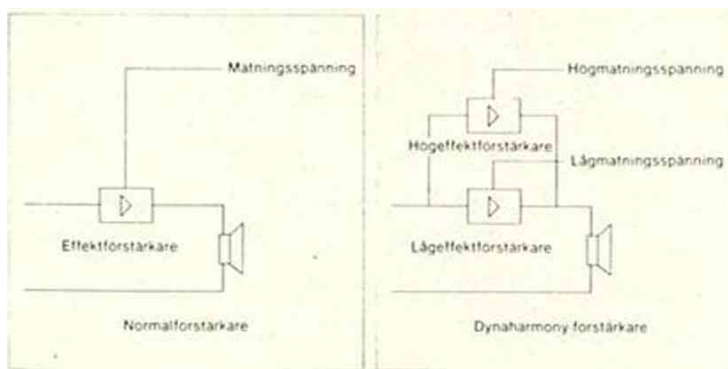 Matningsspänning
Effektförstärkare
Normalförstärkare
Högmatningsspänning
Högeffektförstärkare
Lågmatningsspänning
Lågeffektförstärkare
Dynaharmony-förstärkare